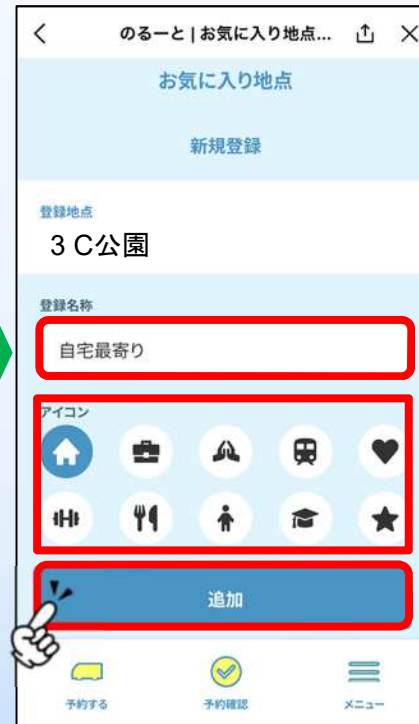 のるーと | お気に入り地点...
お気に入り地点
新規登録
登録地点
３C公園
登録名称
自宅最寄り
アイコン
追加
予約する
予約確認
メニュー